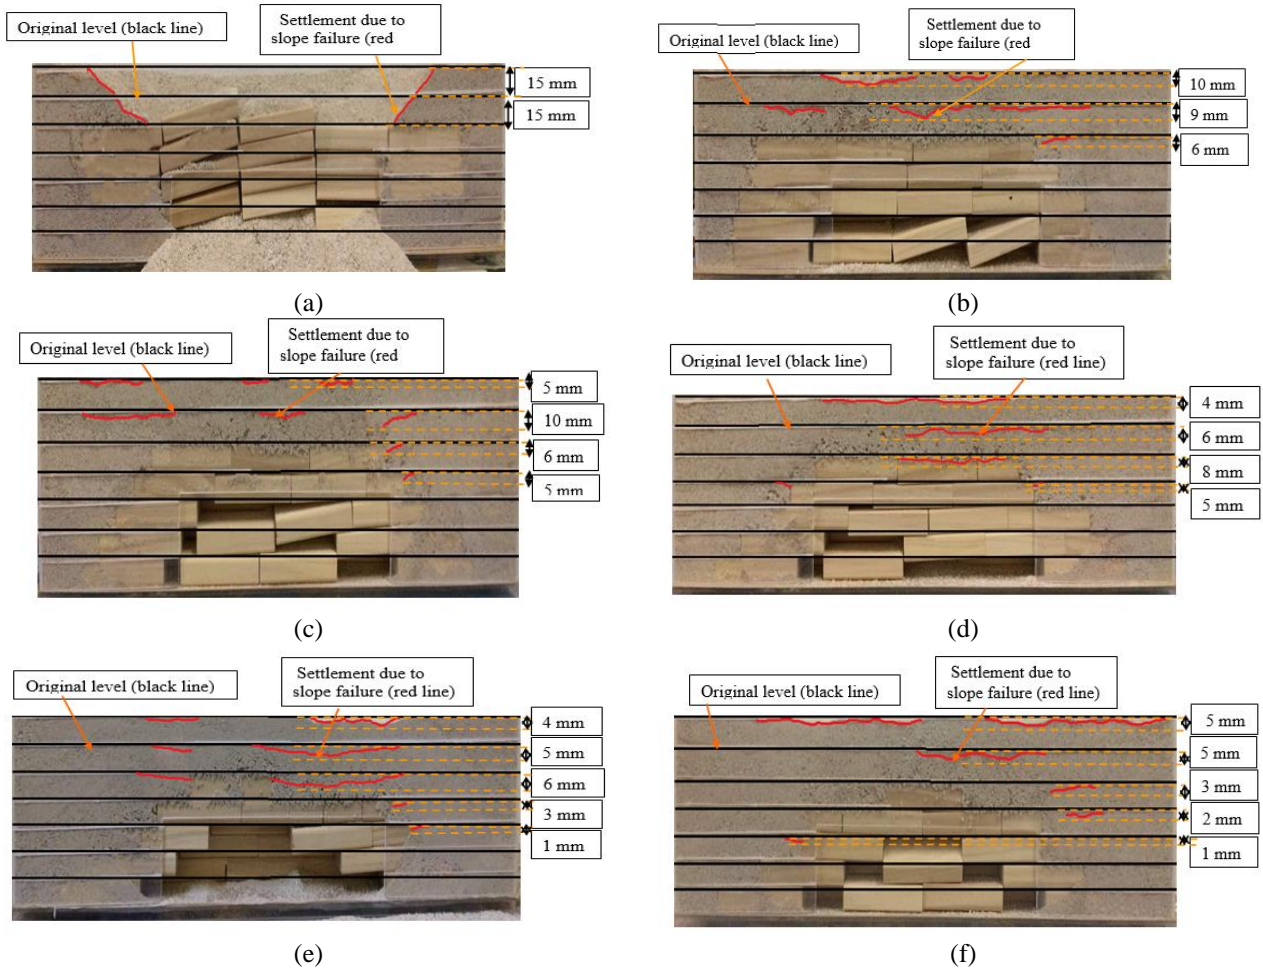 Original level (black line)
Settlement due to
slope failure (red
15 mm
15 mm
(a)
Original level (black line)
Settlement due to
slope failure (red
10 mm
9 mm
6 mm
(b)
Original level (black line)
Settlement due to
slope failure (red
5 mm
10 mm
6 mm
5 mm
(c)
Original level (black line)
Settlement due to
slope failure (red line)
4 mm
6 mm
8 mm
5 mm
(d)
Original level (black line)
Settlement due to
slope failure (red line)
4 mm
5 mm
6 mm
3 mm
1 mm
(e)
Original level (black line)
Settlement due to
slope failure (red line)
5 mm
5 mm
3 mm
2 mm
1 mm
(f)